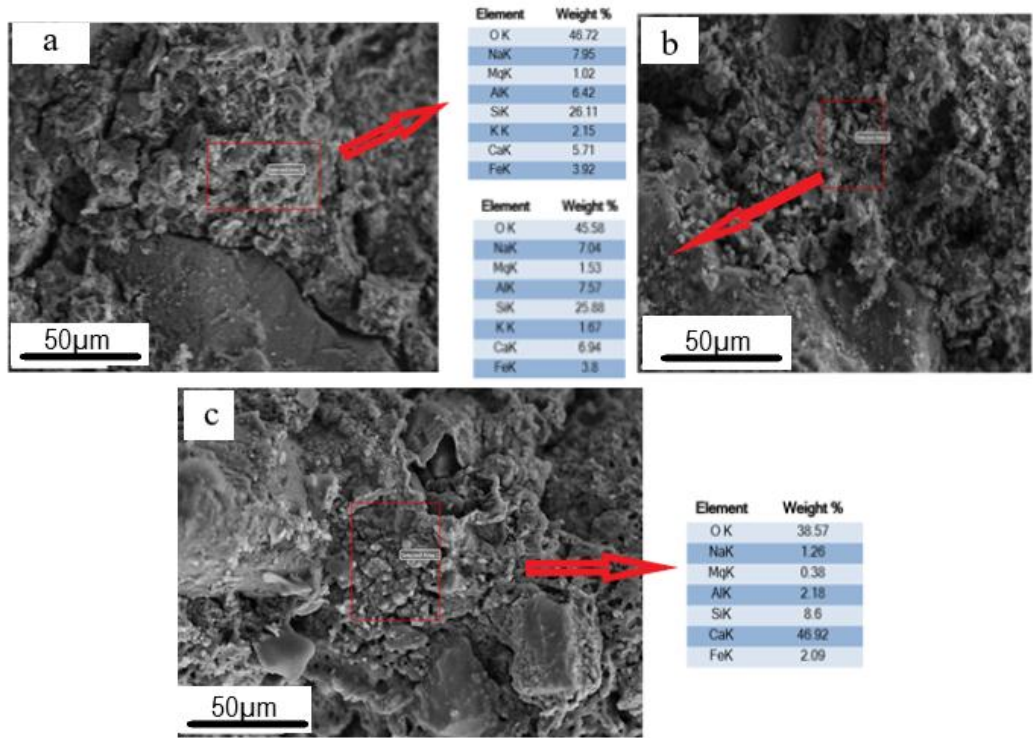 a
Element Weight %
O K 46.72
NaK 7.95
MqK 1.02
AlK 6.42
SiK 26.11
K K 2.15
CaK 5.71
FeK 3.92
50µm
b
Element Weight %
O K 45.58
NaK 7.04
MqK 1.53
AlK 7.57
SiK 25.88
K K 1.67
CaK 6.94
FeK 3.8
50µm
c
Element Weight %
O K 38.57
NaK 1.26
MqK 0.38
AlK 2.18
SiK 8.6
CaK 46.92
FeK 2.09
50µm